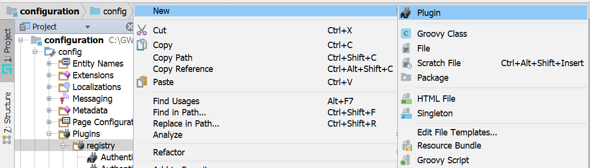 configuration
config
Project
configuration C:\GW
config
Entity Names
Extensions
Localizations
Messaging
Metadata
Page Configura
Plugins
registry
Authenti
1: Project
Z: Structure
New
Cut Ctrl+X
Copy Ctrl+C
Copy Path Ctrl+Shift+C
Copy Reference Ctrl+Alt+Shift+C
Paste Ctrl+V
Find Usages Alt+F7
Find in Path... Ctrl+Shift+F
Replace in Path... Ctrl+Shift+R
Analyze
Refactor
Plugin
Groovy Class
File
Scratch File Ctrl+Alt+Shift+Insert
Package
HTML File
Singleton
Edit File Templates...
Resource Bundle
Groovy Script